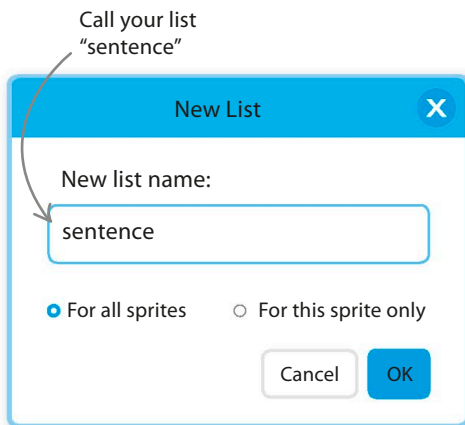 Call your list
“sentence”
New List
X
New list name:
sentence
For all sprites
For this sprite only
Cancel
OK